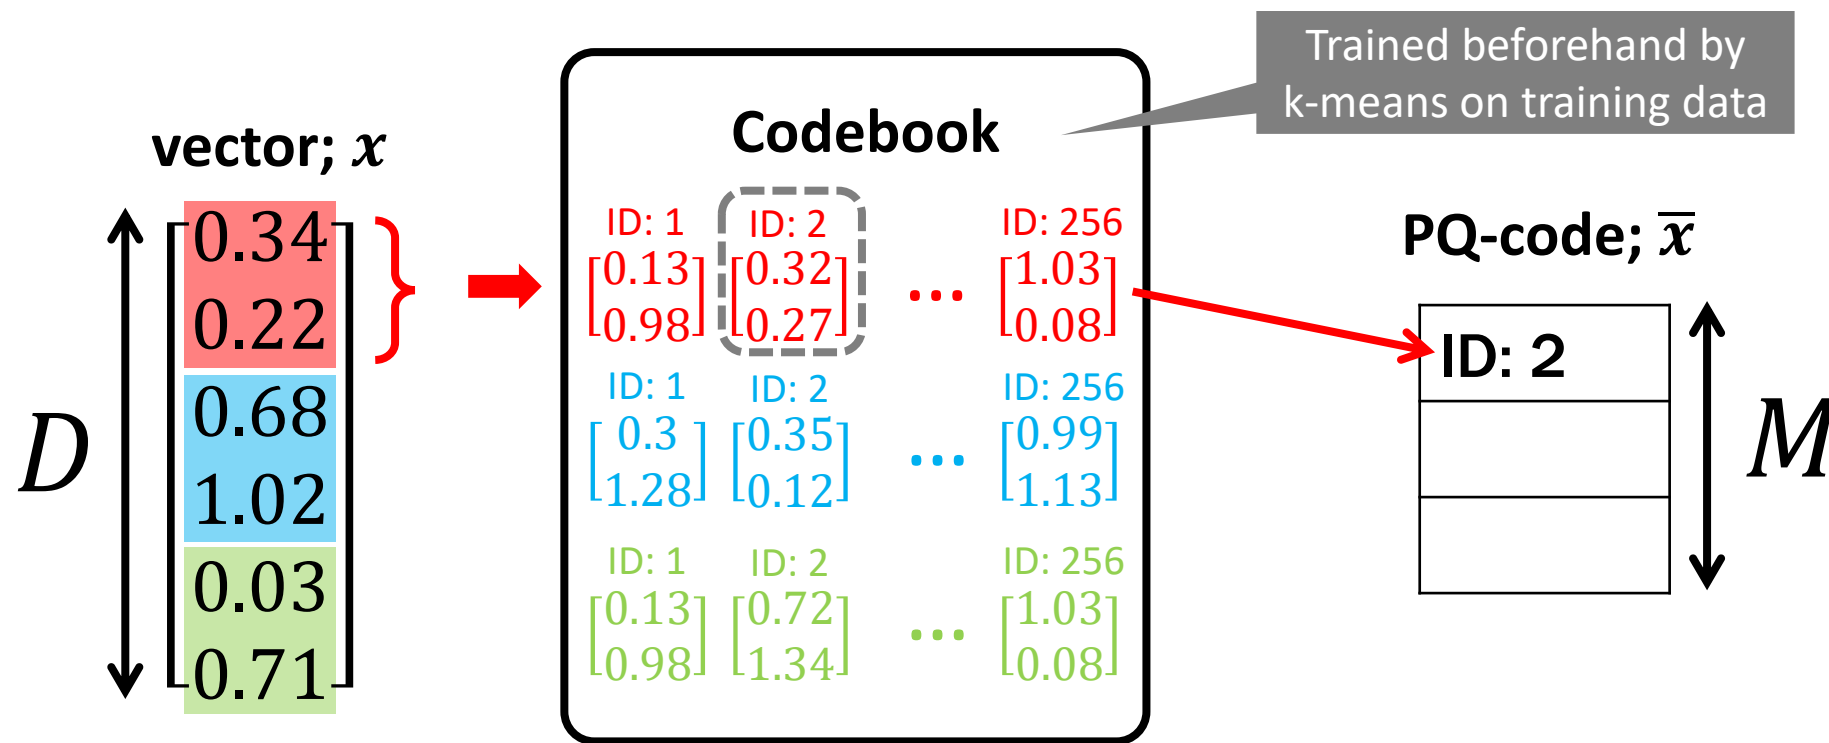 Trained beforehand by
k-means on training data
vector; x
D
0.34
0.22
0.68
1.02
0.03
0.71
Codebook
ID: 1 ID: 2 ... ID: 256
[0.13 [0.32 ... [1.03
0.98] 0.27] 0.08]
ID: 1 ID: 2 ... ID: 256
[0.3 [0.35 ... [0.99
1.28] 0.12] 1.13]
ID: 1 ID: 2 ... ID: 256
[0.13 [0.72 ... [1.03
0.98] 1.34] 0.08]
PQ-code; x̅
ID: 2
M